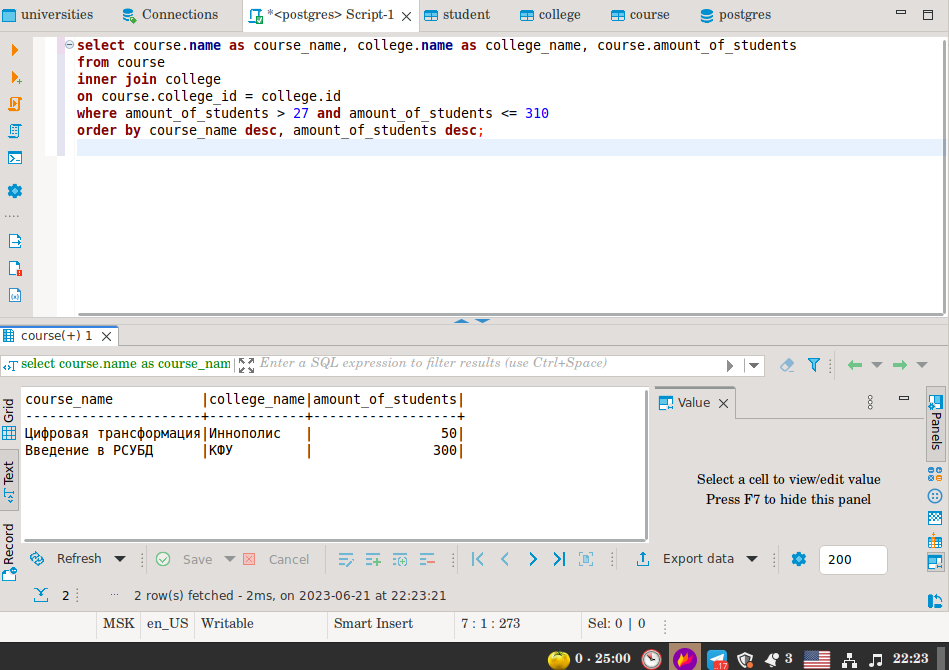 universities
Connections
*<postgres> Script-1
student
college
course
postgres
select course.name as course_name, college.name as college_name, course.amount_of_students
from course
inner join college
on course.college_id = college.id
where amount_of_students > 27 and amount_of_students <= 310
order by course_name desc, amount_of_students desc;
course(+) 1
select course.name as course_nam
Enter a SQL expression to filter results (use Ctrl+Space)
Grid
Text
Record
course_name          |college_name|amount_of_students|
---------------------+------------+------------------+
Цифровая трансформация|Иннополис   |                50|
Введение в РСУБД      |КФУ         |               300|
Value
Select a cell to view/edit value
Press F7 to hide this panel
Panels
Refresh
Save
Cancel
Export data
200
2
... 2 row(s) fetched - 2ms, on 2023-06-21 at 22:23:21
MSK
en_US
Writable
Smart Insert
7 : 1 : 273
Sel: 0 | 0
0 · 25:00
17
3
22:23